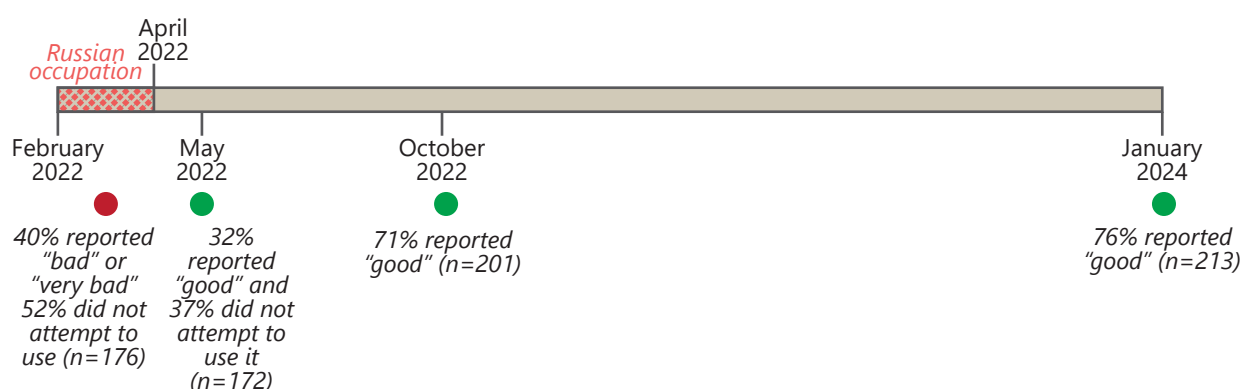 April
2022
Russian
occupation
February
2022
May
2022
October
2022
January
2024
40% reported
“bad” or
“very bad”
52% did not
attempt to
use (n=176)
32%
reported
“good” and
37% did not
attempt to
use it
(n=172)
71% reported
“good” (n=201)
76% reported
“good” (n=213)